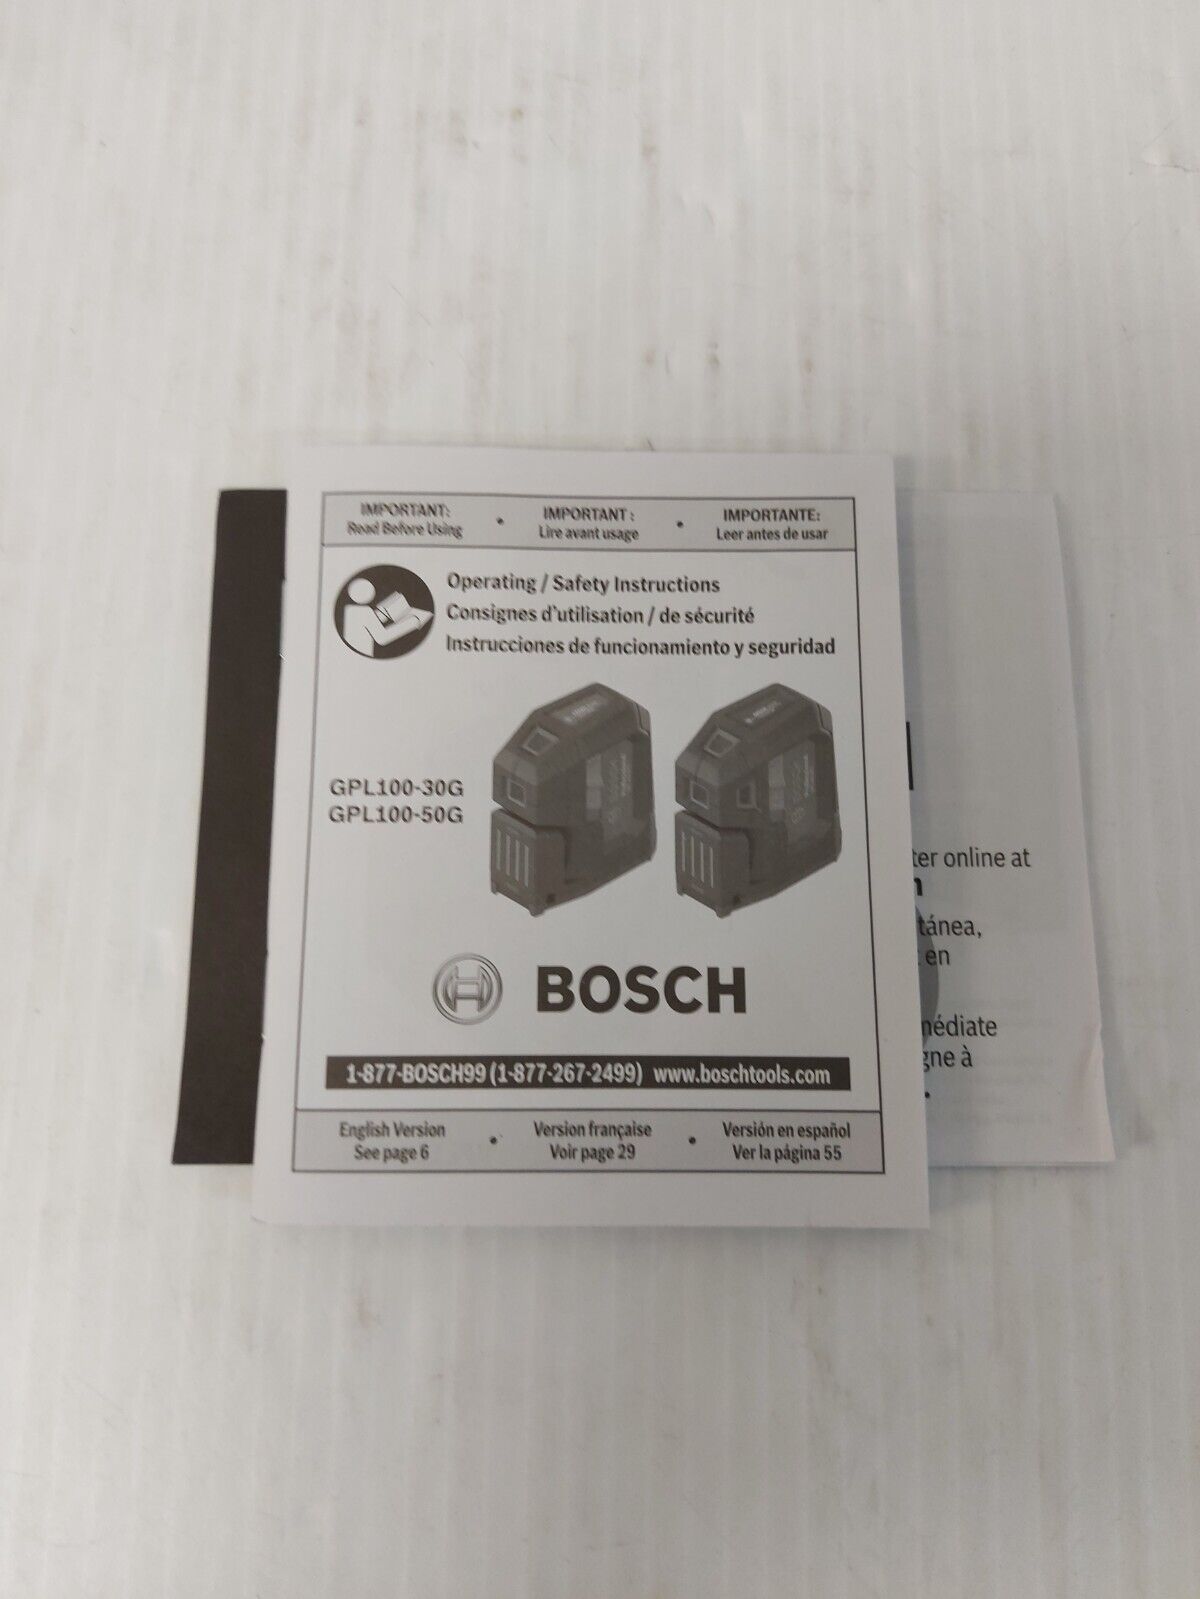 IMPORTANT:
Read Before Using
•
IMPORTANT :
Lire avant usage
•
IMPORTANTE:
Leer antes de usar
Operating / Safety Instructions
Consignes d'utilisation / de sécurité
Instrucciones de funcionamiento y seguridad
GPL100-30G
GPL100-50G
BOSCH
1-877-BOSCH99 (1-877-267-2499) www.boschtools.com
English Version
See page 6
•
Version française
Voir page 29
•
Versión en español
Ver la página 55
ter online at
tánea,
en
médiate
gne à